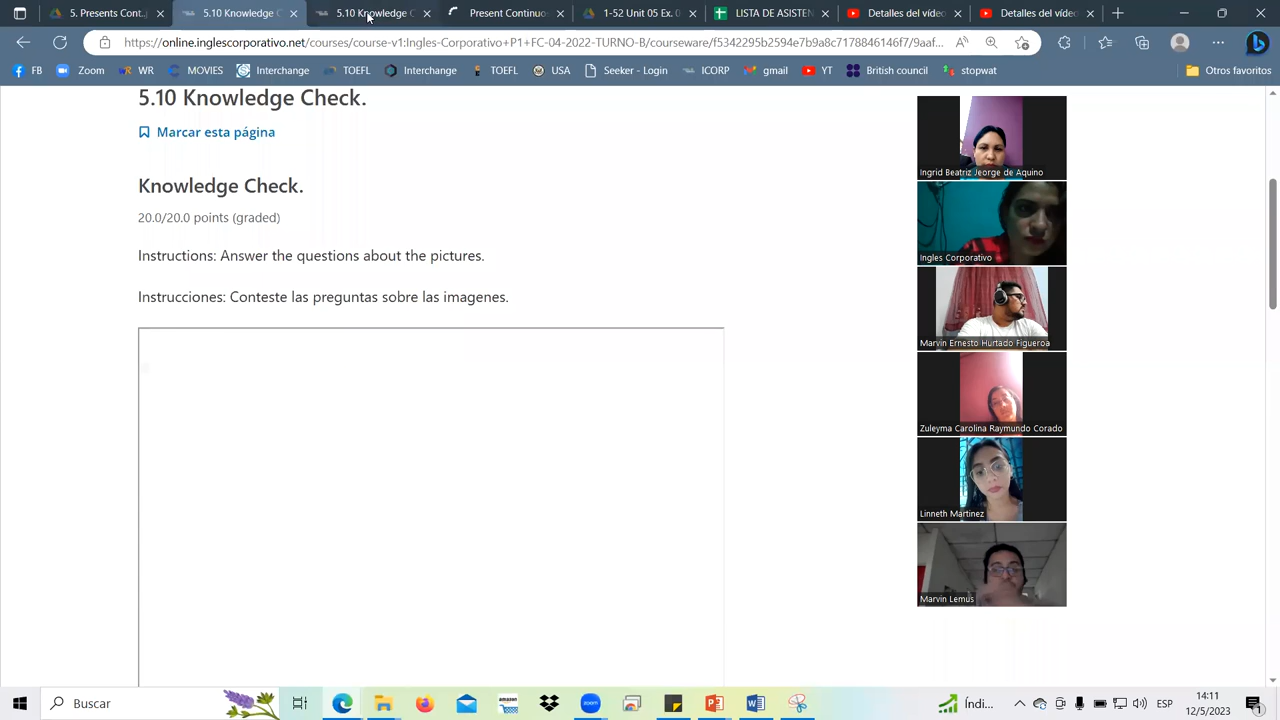 5. Presents Cont.
5.10 Knowledge C
5.10 Knowledge C
Present Continuo
1-52 Unit 05 Ex. 0
LISTA DE ASISTEN
Detalles del vídeo
Detalles del vídeo
https://online.inglescorporativo.net/courses/course-v1:Ingles-Corporativo+P1+FC-04-2022-TURNO-B/courseware/f5342295b2594e7b9a8c7178846146f7/9aaf...
FB
Zoom
WR
MOVIES
Interchange
TOEFL
Interchange
TOEFL
USA
Seeker - Login
ICORP
gmail
YT
British council
stopwat
Otros favoritos
5.10 Knowledge Check.
Marcar esta página
Knowledge Check.
20.0/20.0 points (graded)
Instructions: Answer the questions about the pictures.
Instrucciones: Conteste las preguntas sobre las imagenes.
Ingrid Beatriz Jeorge de Aquino
Ingles Corporativo
Marvin Ernesto Hurtado Figueroa
Zuleyma Carolina Raymundo Corado
Linneth Martinez
Marvin Lemus
Buscar
amazon
zoom
Índi...
ESP
14:11
12/5/2023
1